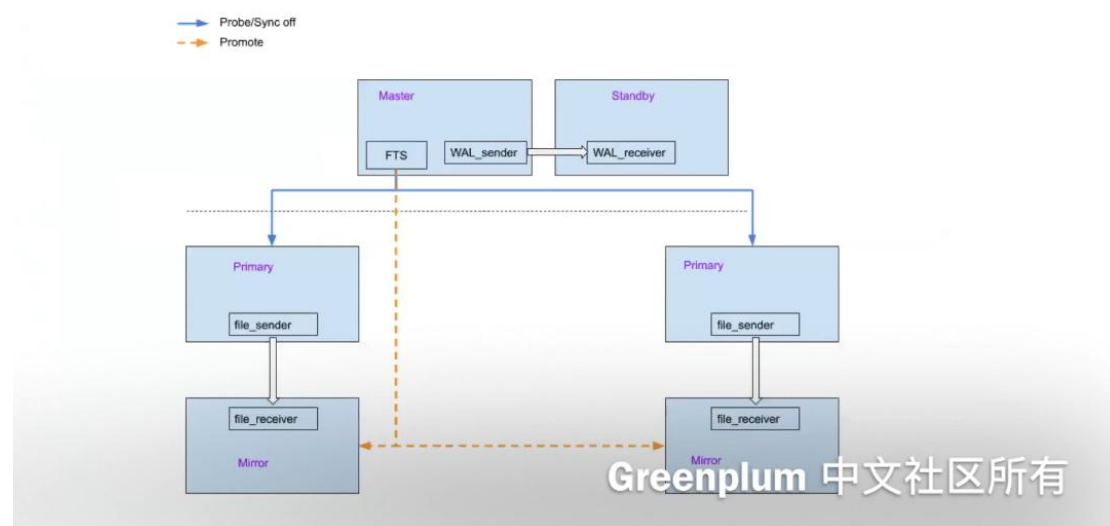 Probe/Sync off
Promote
Master
Standby
FTS
WAL_sender
WAL_receiver
Primary
Primary
file_sender
file_sender
file_receiver
file_receiver
Mirror
Mirror
Greenplum 中文社区所有